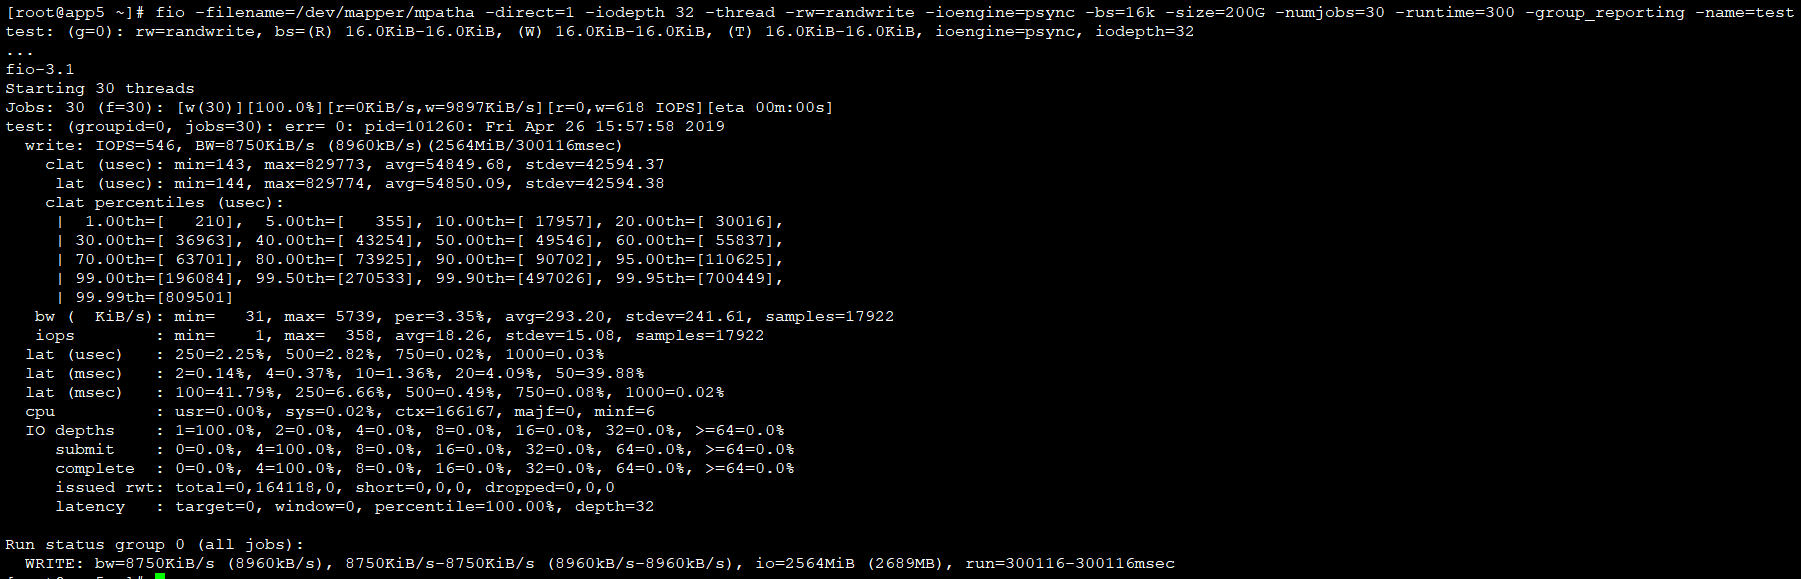 [root@app5 ~]# fio -filename=/dev/mapper/mpatha -direct=1 -iodepth 32 -thread -rw=randwrite -ioengine=psync -bs=16k -size=200G -numjobs=30 -runtime=300 -group_reporting -name=test
test: (g=0): rw=randwrite, bs=(R) 16.0KiB-16.0KiB, (W) 16.0KiB-16.0KiB, (T) 16.0KiB-16.0KiB, ioengine=psync, iodepth=32
...
fio-3.1
Starting 30 threads
Jobs: 30 (f=30): [w(30)][100.0%][r=0KiB/s,w=9897KiB/s][r=0,w=618 IOPS][eta 00m:00s]
test: (groupid=0, jobs=30): err= 0: pid=101260: Fri Apr 26 15:57:58 2019
  write: IOPS=546, BW=8750KiB/s (8960kB/s)(2564MiB/300116msec)
    clat (usec): min=143, max=829773, avg=54849.68, stdev=42594.37
     lat (usec): min=144, max=829774, avg=54850.09, stdev=42594.38
    clat percentiles (usec):
     |  1.00th=[   210],  5.00th=[   355], 10.00th=[ 17957], 20.00th=[ 30016],
     | 30.00th=[ 36963], 40.00th=[ 43254], 50.00th=[ 49546], 60.00th=[ 55837],
     | 70.00th=[ 63701], 80.00th=[ 73925], 90.00th=[ 90702], 95.00th=[110625],
     | 99.00th=[196084], 99.50th=[270533], 99.90th=[497026], 99.95th=[700449],
     | 99.99th=[809501]
   bw (  KiB/s): min=   31, max= 5739, per=3.35%, avg=293.20, stdev=241.61, samples=17922
   iops        : min=    1, max=  358, avg=18.26, stdev=15.08, samples=17922
  lat (usec)   : 250=2.25%, 500=2.82%, 750=0.02%, 1000=0.03%
  lat (msec)   : 2=0.14%, 4=0.37%, 10=1.36%, 20=4.09%, 50=39.88%
  lat (msec)   : 100=41.79%, 250=6.66%, 500=0.49%, 750=0.08%, 1000=0.02%
  cpu          : usr=0.00%, sys=0.02%, ctx=166167, majf=0, minf=6
  IO depths    : 1=100.0%, 2=0.0%, 4=0.0%, 8=0.0%, 16=0.0%, 32=0.0%, >=64=0.0%
     submit    : 0=0.0%, 4=100.0%, 8=0.0%, 16=0.0%, 32=0.0%, 64=0.0%, >=64=0.0%
     complete  : 0=0.0%, 4=100.0%, 8=0.0%, 16=0.0%, 32=0.0%, 64=0.0%, >=64=0.0%
     issued rwt: total=0,164118,0, short=0,0,0, dropped=0,0,0
     latency   : target=0, window=0, percentile=100.00%, depth=32
Run status group 0 (all jobs):
  WRITE: bw=8750KiB/s (8960kB/s), 8750KiB/s-8750KiB/s (8960kB/s-8960kB/s), io=2564MiB (2689MB), run=300116-300116msec